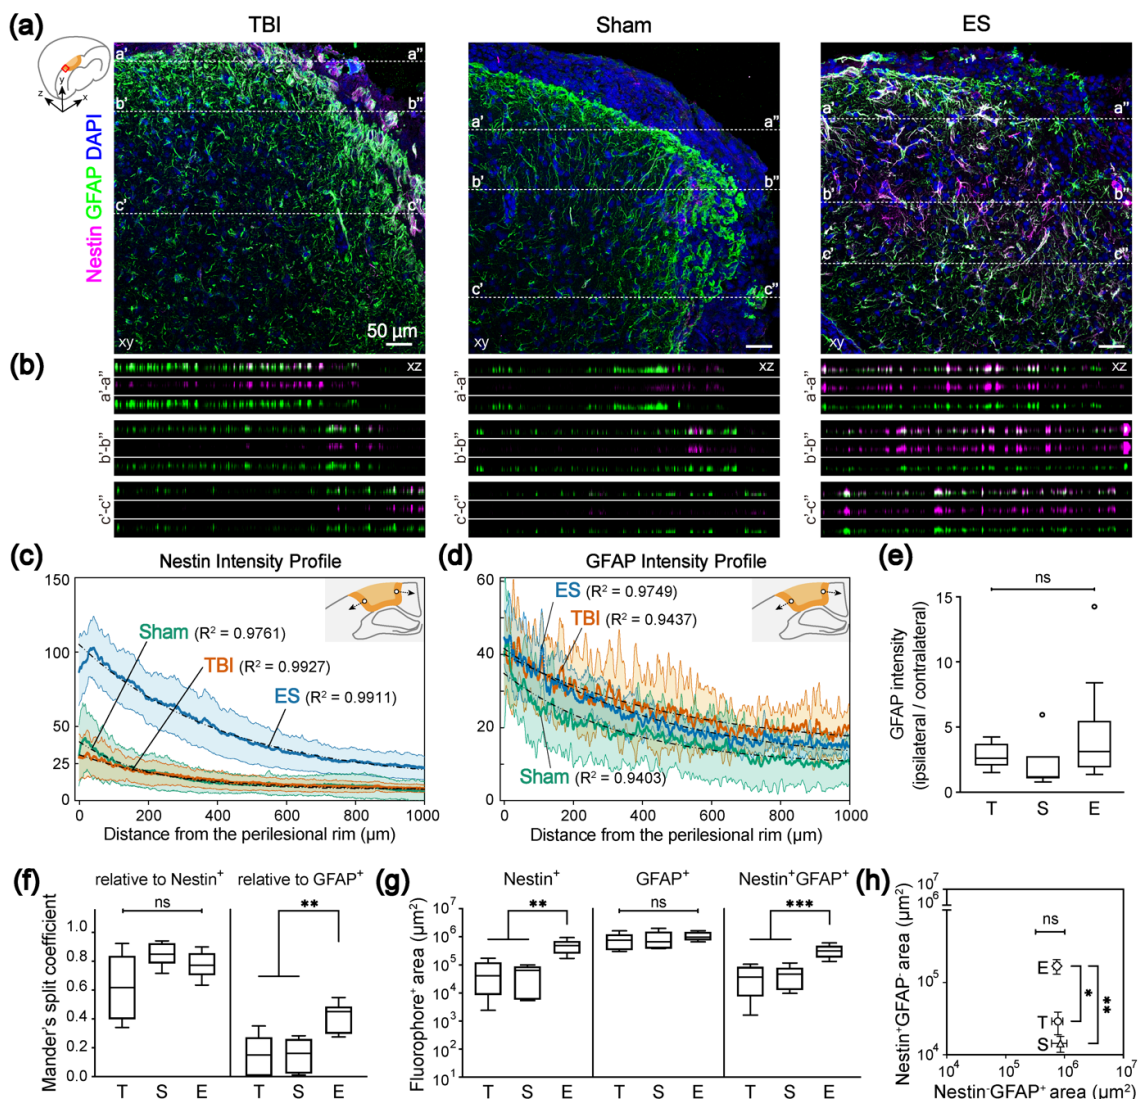 (a)
TBI
Sham
ES
z
y
x
Nestin GFAP DAPI
a’
a”
b’
b”
c’
c”
50 µm
xy
a’
a”
b’
b”
c’
c”
xy
a’
a”
b’
b”
c’
c”
xy
(b)
a’-a”
xz
b’-b”
c’-c”
a’-a”
xz
b’-b”
c’-c”
a’-a”
xz
b’-b”
c’-c”
(c)
Nestin Intensity Profile
150
100
50
25
0
Sham (R² = 0.9761)
TBI (R² = 0.9927)
ES (R² = 0.9911)
0 200 400 600 800 1000
Distance from the perilesional rim (µm)
(d)
GFAP Intensity Profile
60
40
20
0
ES (R² = 0.9749)
TBI (R² = 0.9437)
Sham (R² = 0.9403)
0 200 400 600 800 1000
Distance from the perilesional rim (µm)
(e)
GFAP intensity
(ipsilateral / contralateral)
ns
15
10
5
0
T S E
(f)
relative to Nestin⁺ relative to GFAP⁺
Mander's split coefficient
ns
**
1.0
0.8
0.6
0.4
0.2
0.0
T S E T S E
(g)
Nestin⁺ GFAP⁺ Nestin⁺GFAP⁺
Fluorophore⁺ area (µm²)
**
ns
***
10⁷
10⁶
10⁵
10⁴
10³
10²
10¹
T S E T S E T S E
(h)
Nestin⁺GFAP⁻ area (µm²)
10⁷
10⁷
10⁵
10⁴
ns
E
T
S
*
**
10⁴ 10⁵ 10⁶ 10⁷
Nestin⁻GFAP⁺ area (µm²)